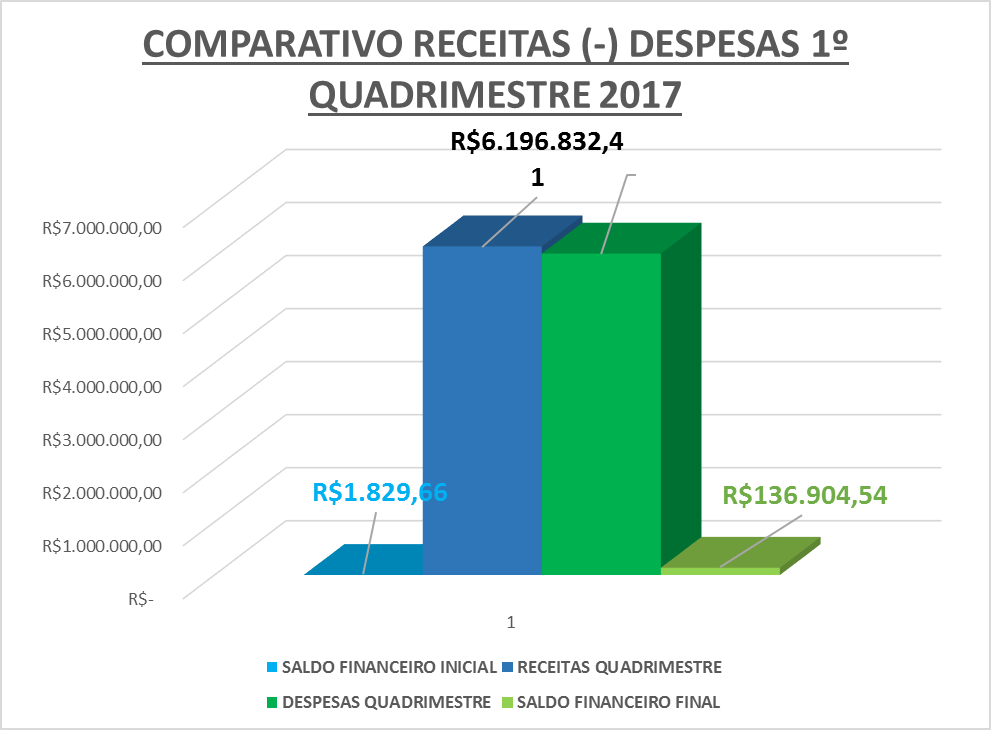 COMPARATIVO RECEITAS (-) DESPESAS 1º
QUADRIMESTRE 2017
R$6.196.832,4
1
R$7.000.000,00
R$6.000.000,00
R$5.000.000,00
R$4.000.000,00
R$3.000.000,00
R$2.000.000,00
R$1.000.000,00
R$-
R$1.829,66
R$136.904,54
1
SALDO FINANCEIRO INICIAL
RECEITAS QUADRIMESTRE
DESPESAS QUADRIMESTRE
SALDO FINANCEIRO FINAL